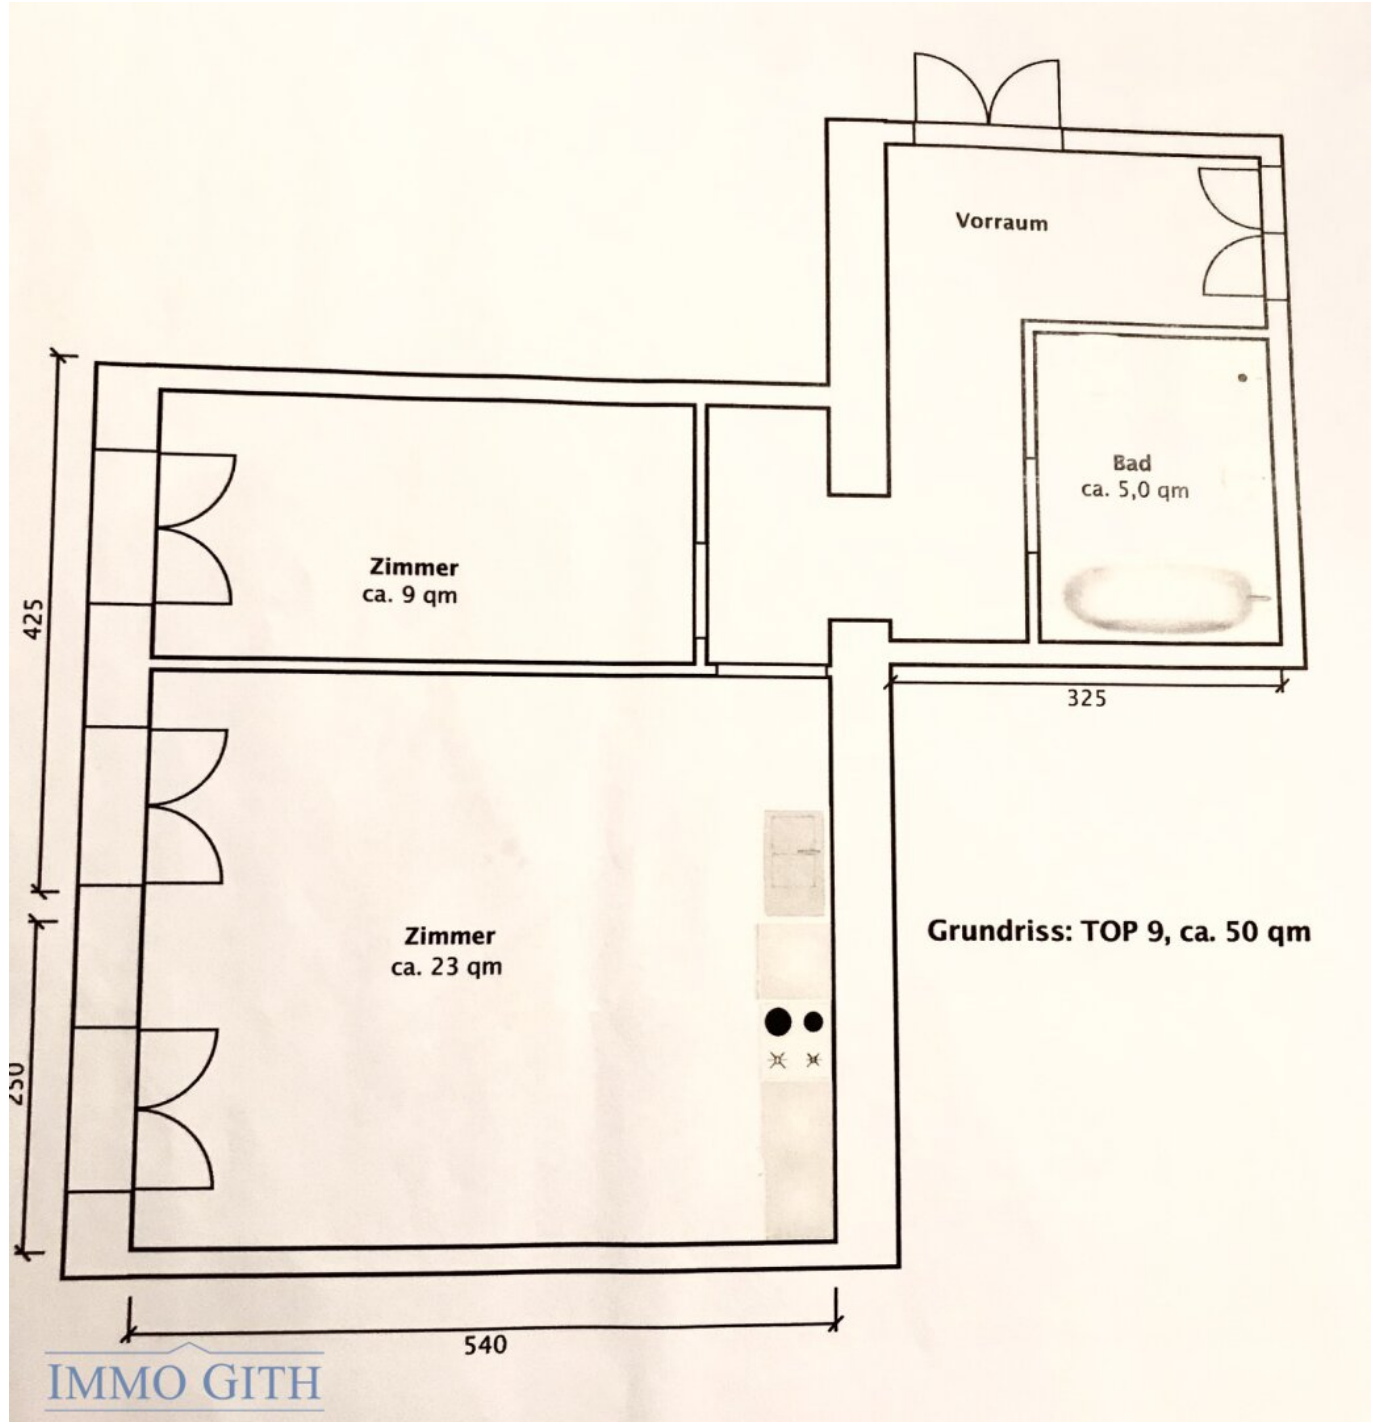 Vorraum
Bad
ca. 5,0 qm
Zimmer
ca. 9 qm
425
325
Zimmer
ca. 23 qm
Grundriss: TOP 9, ca. 50 qm
250
540
IMMO GITH